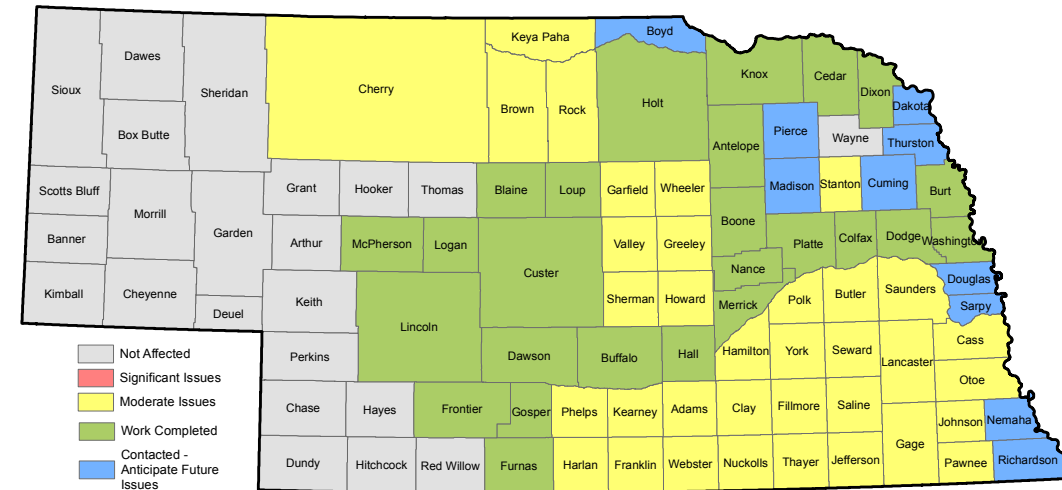 Keya Paha
Boyd
Dawes
Sioux
Sheridan
Cherry
Knox
Cedar
Dixon
Dakota
Brown
Rock
Holt
Box Butte
Antelope
Pierce
Wayne
Thurston
Scotts Bluff
Grant
Hooker
Thomas
Blaine
Loup
Garfield
Wheeler
Madison
Stanton
Cuming
Burt
Morrill
Garden
Banner
Arthur
McPherson
Logan
Custer
Valley
Greeley
Boone
Platte
Colfax
Dodge
Washington
Nance
Douglas
Kimball
Cheyenne
Deuel
Keith
Lincoln
Sherman
Howard
Merrick
Polk
Butler
Saunders
Sarpy
Perkins
Dawson
Buffalo
Hall
Hamilton
York
Seward
Lancaster
Cass
Otoe
Chase
Hayes
Frontier
Gosper
Phelps
Kearney
Adams
Clay
Fillmore
Saline
Johnson
Nemaha
Dundy
Hitchcock
Red Willow
Furnas
Harlan
Franklin
Webster
Nuckolls
Thayer
Jefferson
Gage
Pawnee
Richardson
Not Affected
Significant Issues
Moderate Issues
Work Completed
Contacted -
Anticipate Future
Issues